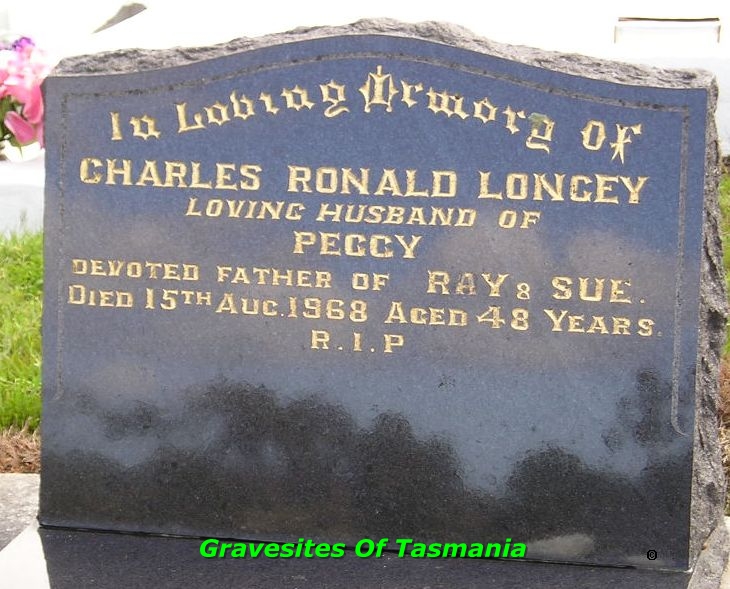 In Loving Memory Of
CHARLES RONALD LONGEY
LOVING HUSBAND OF
PEGGY
DEVOTED FATHER OF RAY & SUE.
DIED 15TH AUG. 1968 AGED 48 YEARS.
R.I.P
Gravesites Of Tasmania
©